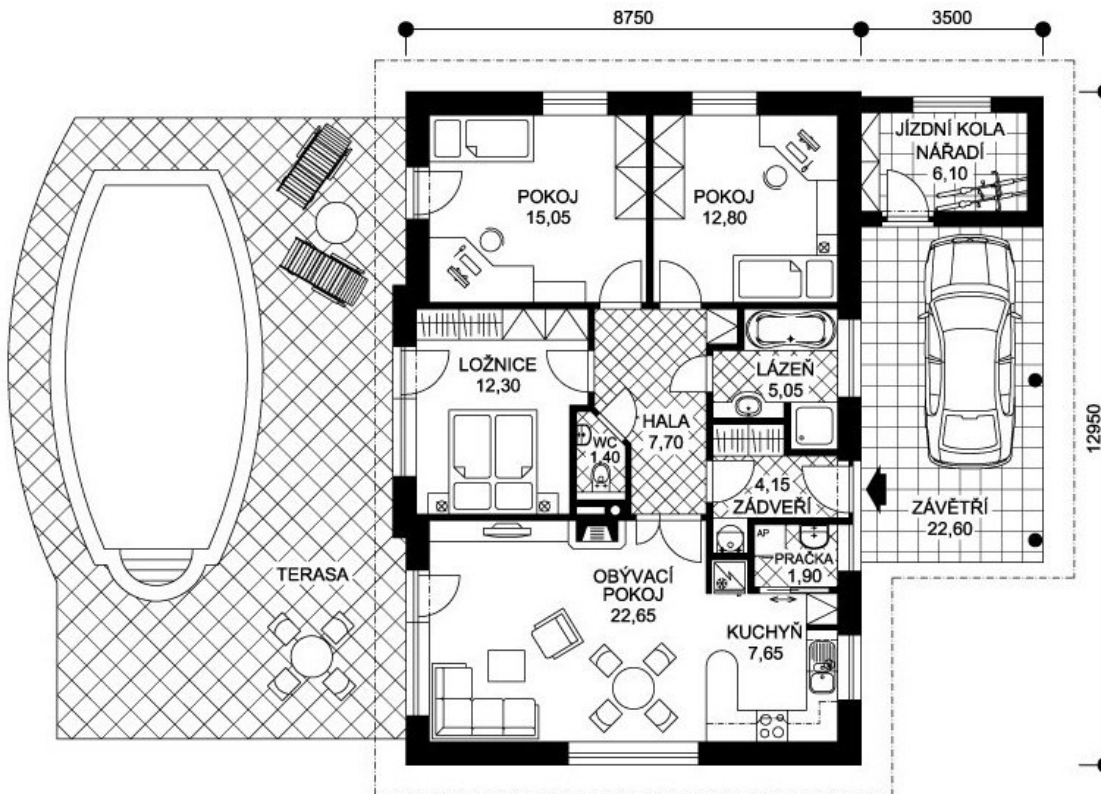 8750
3500
JÍZDNÍ KOLA
NÁŘADÍ
6,10
POKOJ
15,05
POKOJ
12,80
LOŽNICE
12,30
LÁZEŇ
5,05
HALA
7,70
WC
1,40
12950
4,15
ZÁDVEŘÍ
ZÁVĚTŘÍ
22,60
AP
PRAČKA
1,90
TERASA
OBÝVACÍ
POKOJ
22,65
KUCHYŇ
7,65